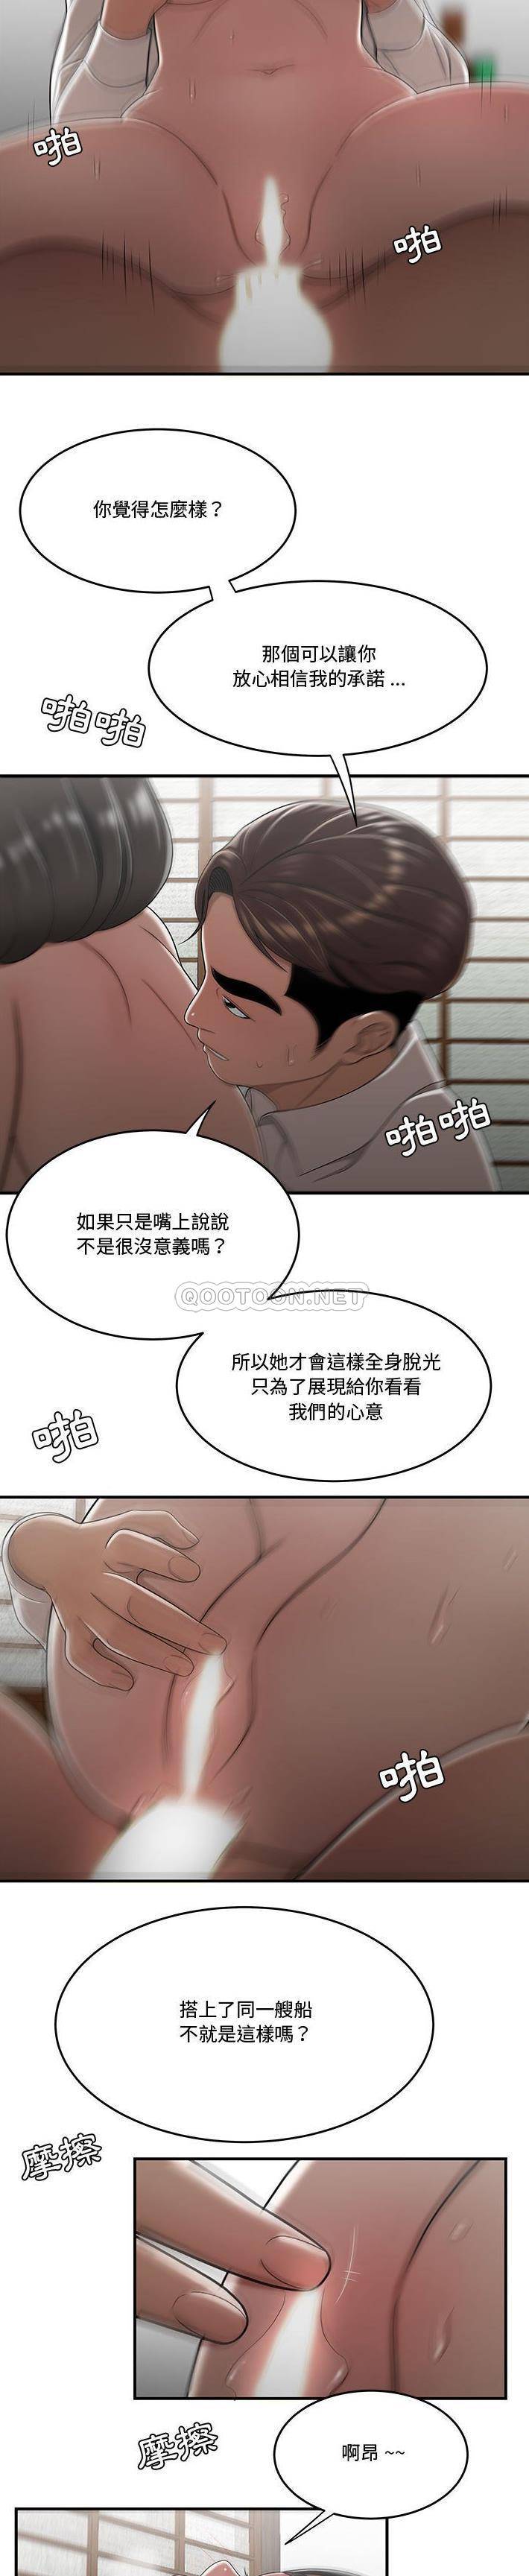 啪
啪
你覺得怎麼樣？
那個可以讓你
放心相信我的承諾...
啪啪
啪啪
如果只是嘴上說說
不是很沒意義嗎？
QOOTOON.NET
所以她才會這樣全身脫光
只為了展現給你看看
我們的心意
啪
啪
搭上了同一艘船
不就是這樣嗎？
摩擦
摩擦
啊昂~~